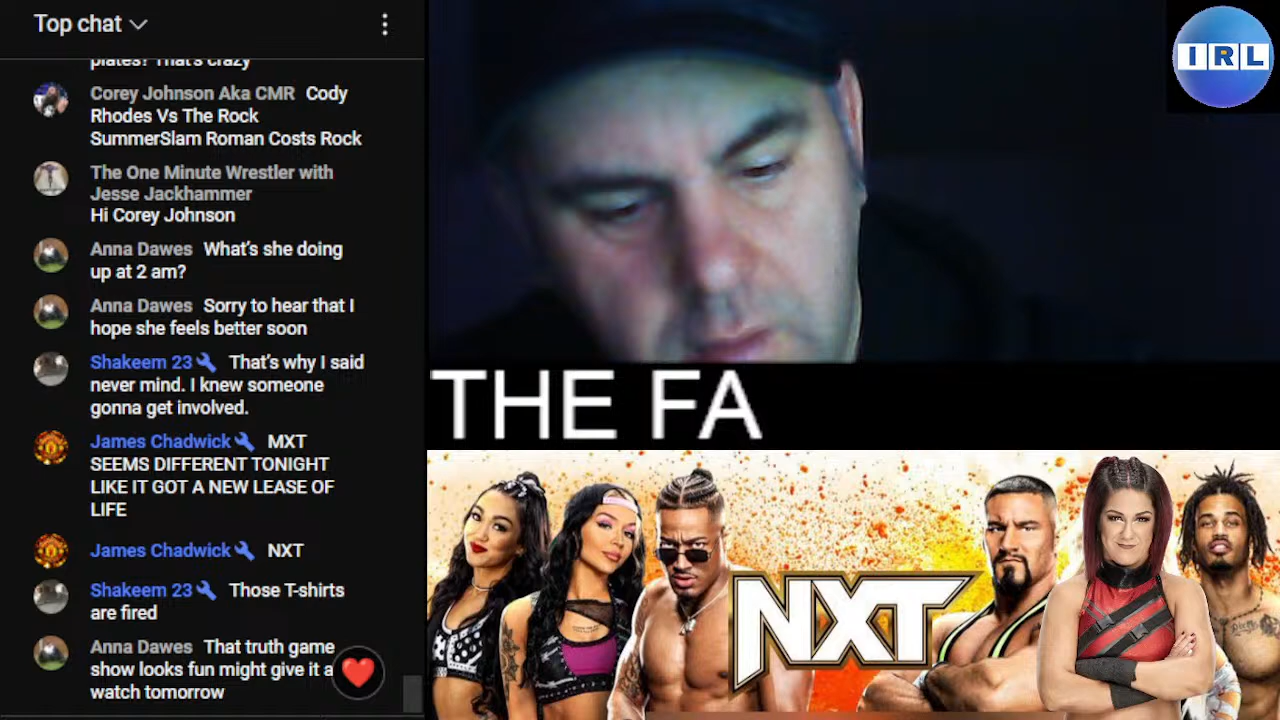 Top chat
plates? That's crazy
Corey Johnson Aka CMR Cody
Rhodes Vs The Rock
SummerSlam Roman Costs Rock
The One Minute Wrestler with
Jesse Jackhammer
Hi Corey Johnson
Anna Dawes What's she doing
up at 2 am?
Anna Dawes Sorry to hear that I
hope she feels better soon
Shakeem 23 That's why I said
never mind. I knew someone
gonna get involved.
James Chadwick MXT
SEEMS DIFFERENT TONIGHT
LIKE IT GOT A NEW LEASE OF
LIFE
James Chadwick NXT
Shakeem 23 Those T-shirts
are fired
Anna Dawes That truth game
show looks fun might give it a
watch tomorrow
IRL
THE FA
NXT